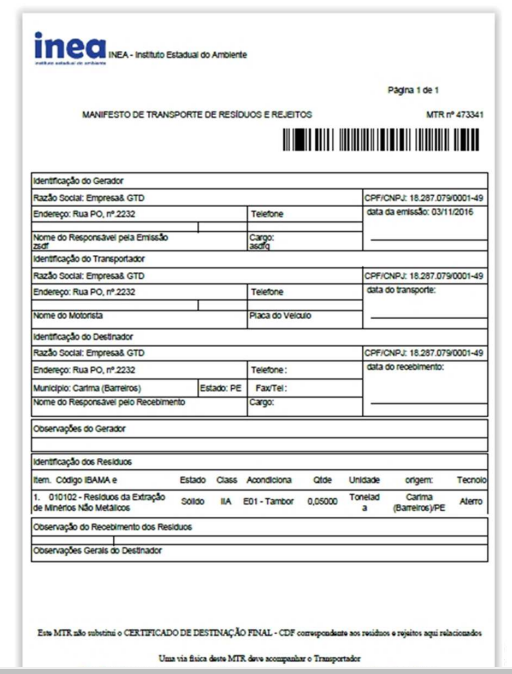 inea INEA - Instituto Estadual do Ambiente
instituto estadual do ambiente
Página 1 de 1
MANIFESTO DE TRANSPORTE DE RESÍDUOS E REJEITOS MTR nº 473341
Identificação do Gerador
Razão Social: Empresa& GTD CPF/CNPJ: 18.287.079/0001-49
Endereço: Rua PO, nº.2232 Telefone data da emissão: 03/11/2016
Nome do Responsável pela Emissão Cargo:
zsdf asdfq
Identificação do Transportador
Razão Social: Empresa& GTD CPF/CNPJ: 18.287.079/0001-49
Endereço: Rua PO, nº.2232 Telefone data do transporte:
Nome do Motorista Placa do Veículo
Identificação do Destinador
Razão Social: Empresa& GTD CPF/CNPJ: 18.287.079/0001-49
Endereço: Rua PO, nº.2232 Telefone: data do recebimento:
Município: Carima (Barreiros) Estado: PE Fax/Tel:
Nome do Responsável pelo Recebimento Cargo:
Observações do Gerador
Identificação dos Resíduos
Item. Código IBAMA e Estado Class Acondiciona Qtde Unidade origem: Tecnolo
1. 010102 - Resíduos da Extração Sólido IIA E01 - Tambor 0,05000 Tonelad Carima Aterro
de Minérios Não Metálicos a (Barreiros)/PE
Observação do Recebimento dos Resíduos
Observações Gerais do Destinador
Este MTR não substitui o CERTIFICADO DE DESTINAÇÃO FINAL - CDF correspondente aos resíduos e rejeitos aqui relacionados
Uma via física deste MTR deve acompanhar o Transportador